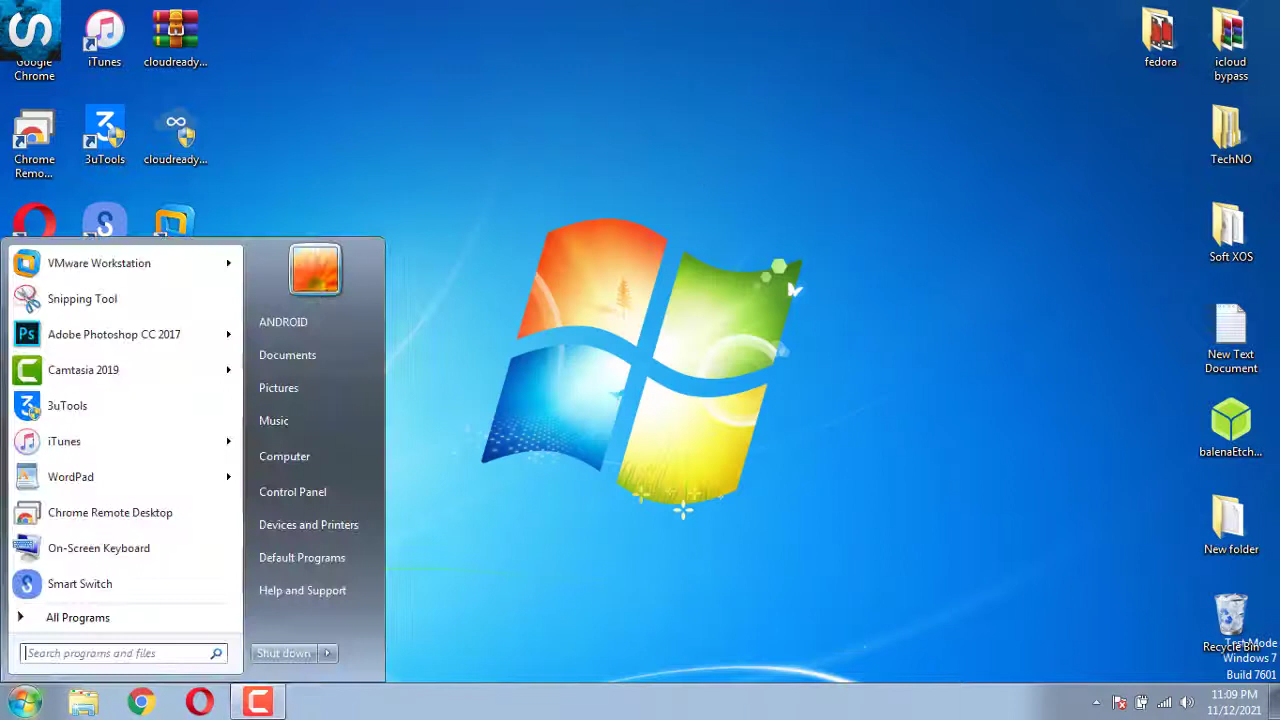 Google
Chrome
iTunes
cloudready...
Chrome
Remo...
3uTools
cloudready...
fedora
icloud
bypass
TechNO
Soft XOS
New Text
Document
balenaEtch...
New folder
Recycle Bin
VMware Workstation
Snipping Tool
Adobe Photoshop CC 2017
Camtasia 2019
3uTools
iTunes
WordPad
Chrome Remote Desktop
On-Screen Keyboard
Smart Switch
All Programs
Search programs and files
ANDROID
Documents
Pictures
Music
Computer
Control Panel
Devices and Printers
Default Programs
Help and Support
Shut down
Test Mode
Windows 7
Build 7601
11:09 PM
11/12/2021